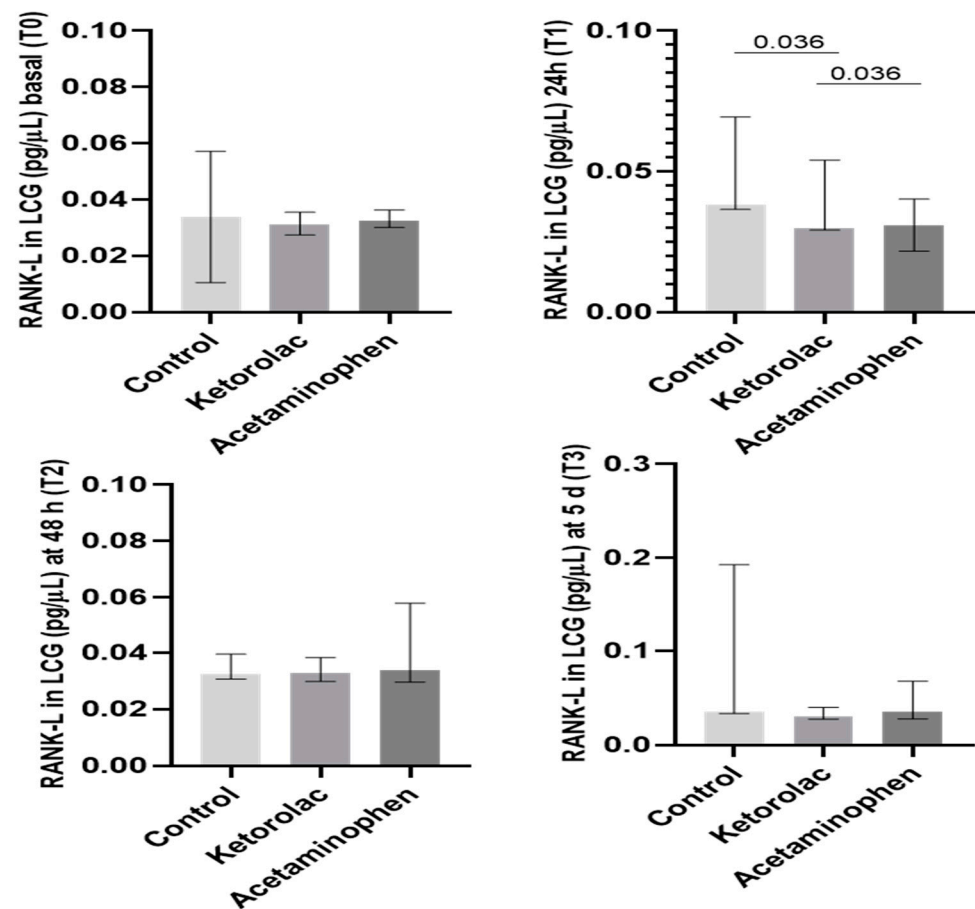 RANK-L in LCG (pg/μL) basal (T0)
0.10
0.08
0.06
0.04
0.02
0.00
Control
Ketorolac
Acetaminophen
RANK-L in LCG (pg/μL) 24h (T1)
0.10
0.05
0.00
0.036
0.036
Control
Ketorolac
Acetaminophen
RANK-L in LCG (pg/μL) at 48 h (T2)
0.10
0.08
0.06
0.04
0.02
0.00
Control
Ketorolac
Acetaminophen
RANK-L in LCG (pg/μL) at 5 d (T3)
0.3
0.2
0.1
0.0
Control
Ketorolac
Acetaminophen